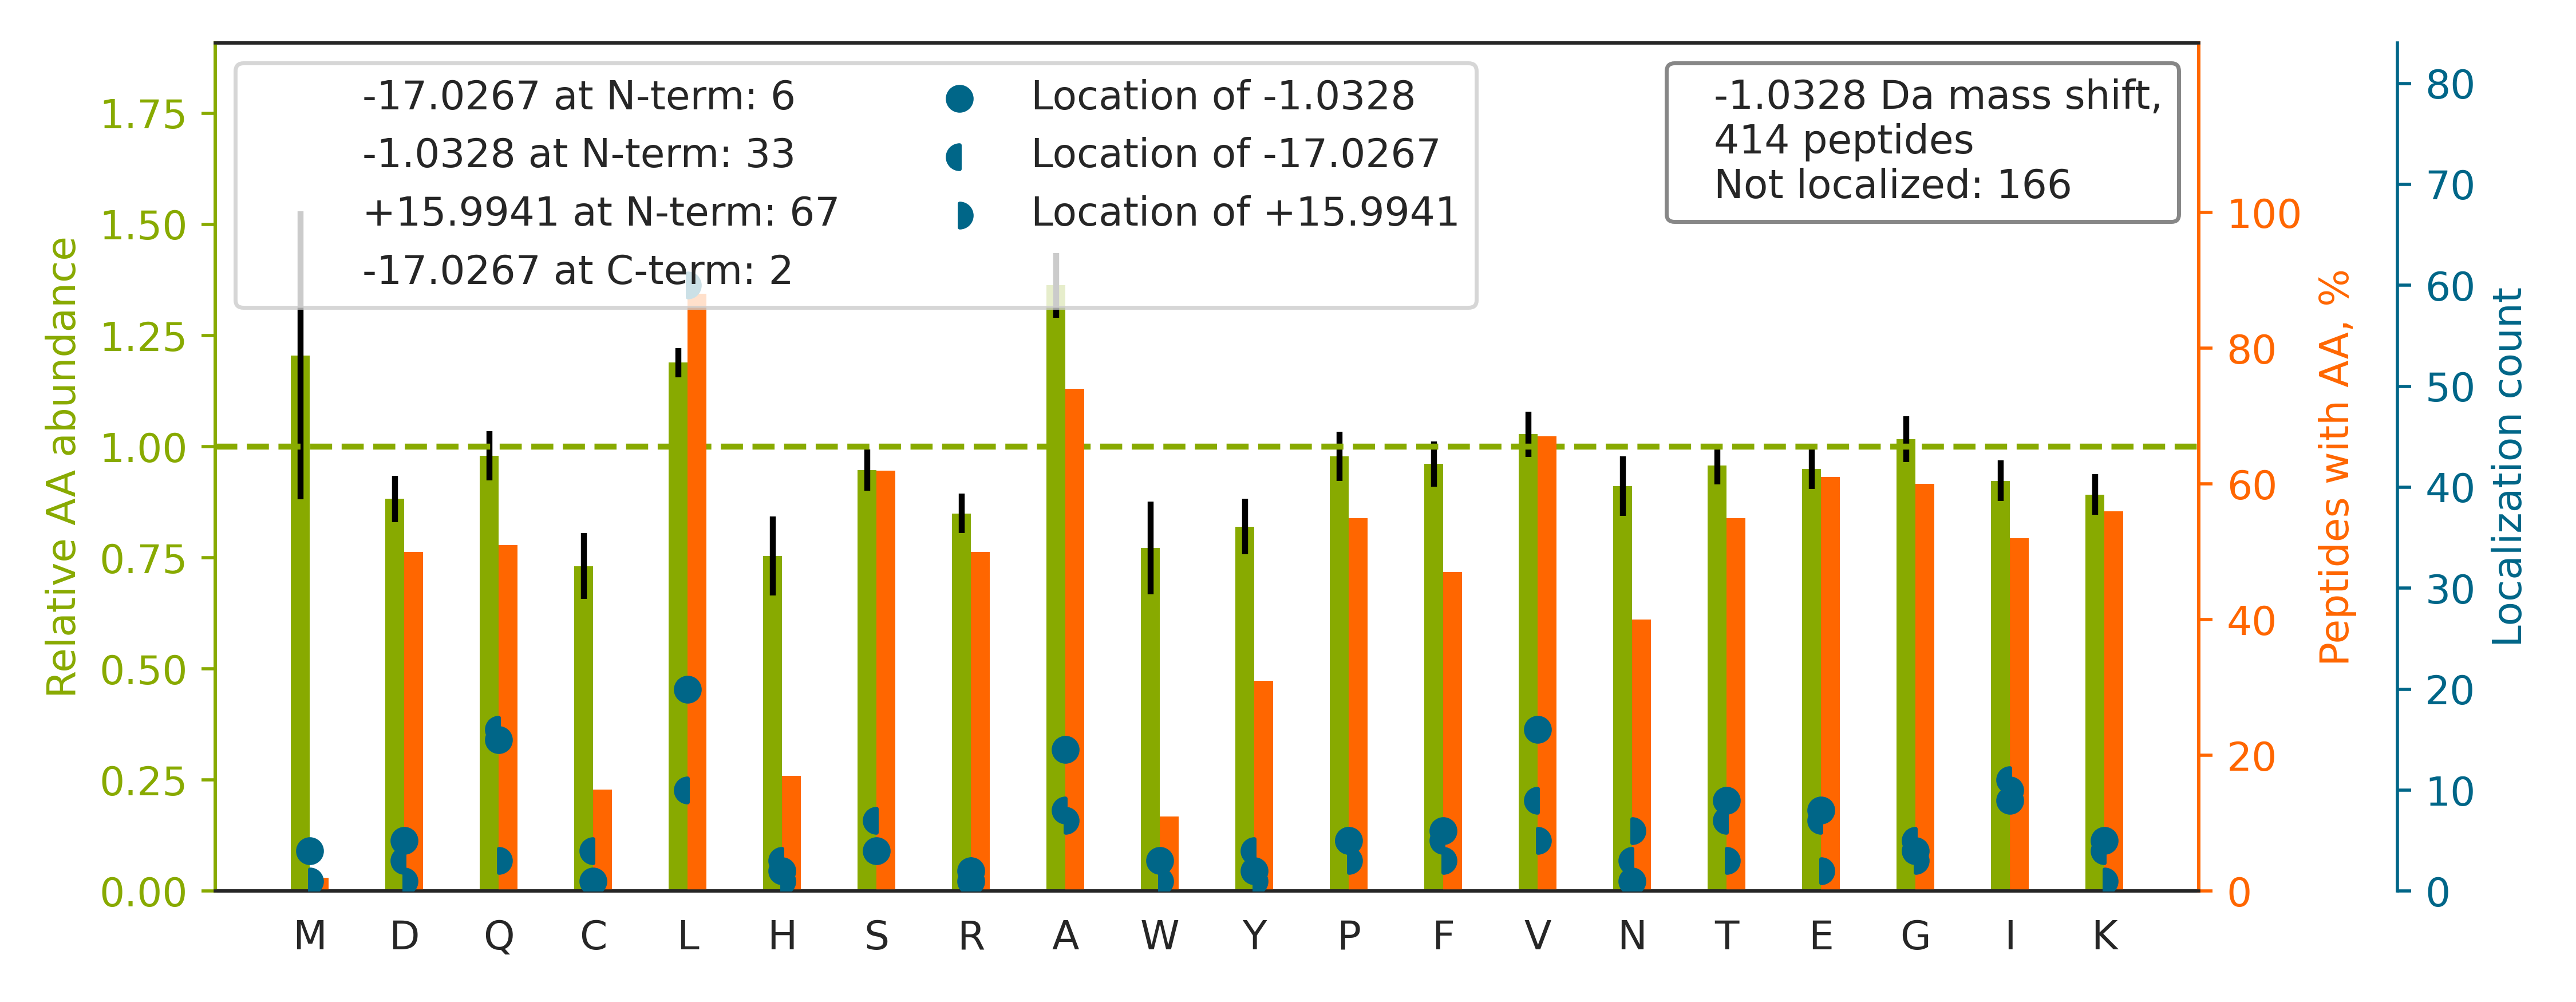 -17.0267 at N-term: 6
-1.0328 at N-term: 33
+15.9941 at N-term: 67
-17.0267 at C-term: 2
Location of -1.0328
Location of -17.0267
Location of +15.9941
-1.0328 Da mass shift,
414 peptides
Not localized: 166
Relative AA abundance
1.75
1.50
1.25
1.00
0.75
0.50
0.25
0.00
M D Q C L H S R A W Y P F V N T E G I K
100
80
60
40
20
0
Peptides with AA, %
80
70
60
50
40
30
20
10
0
Localization count